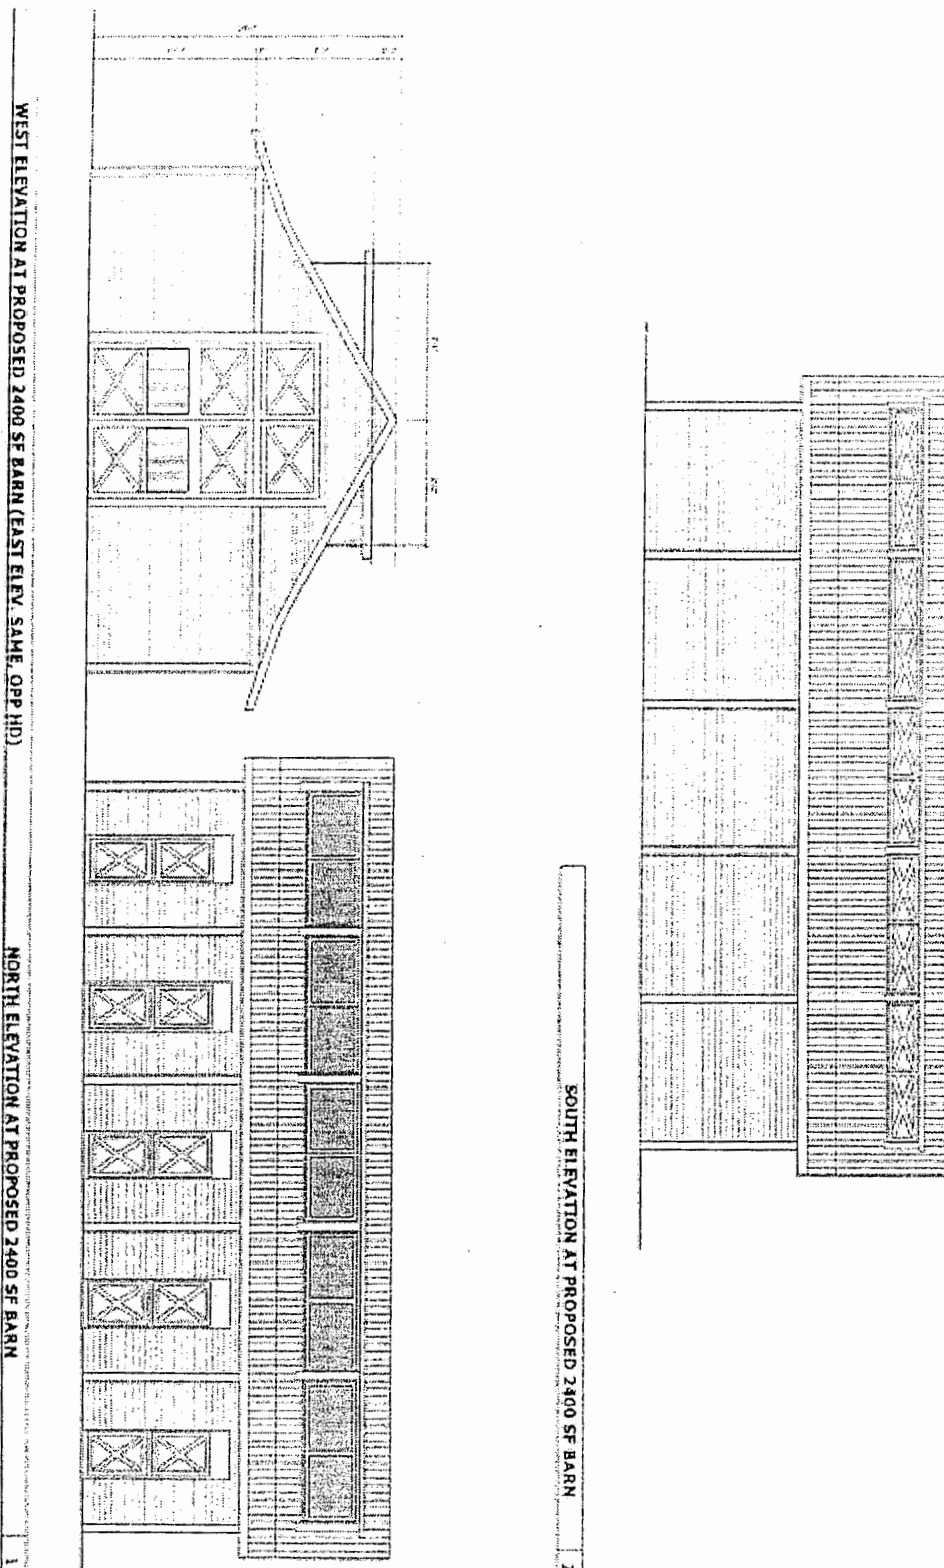 SOUTH ELEVATION AT PROPOSED 2400 SF BARN
WEST ELEVATION AT PROPOSED 2400 SF BARN (EAST ELEV. SAME, OPP HD)
NORTH ELEVATION AT PROPOSED 2400 SF BARN
1